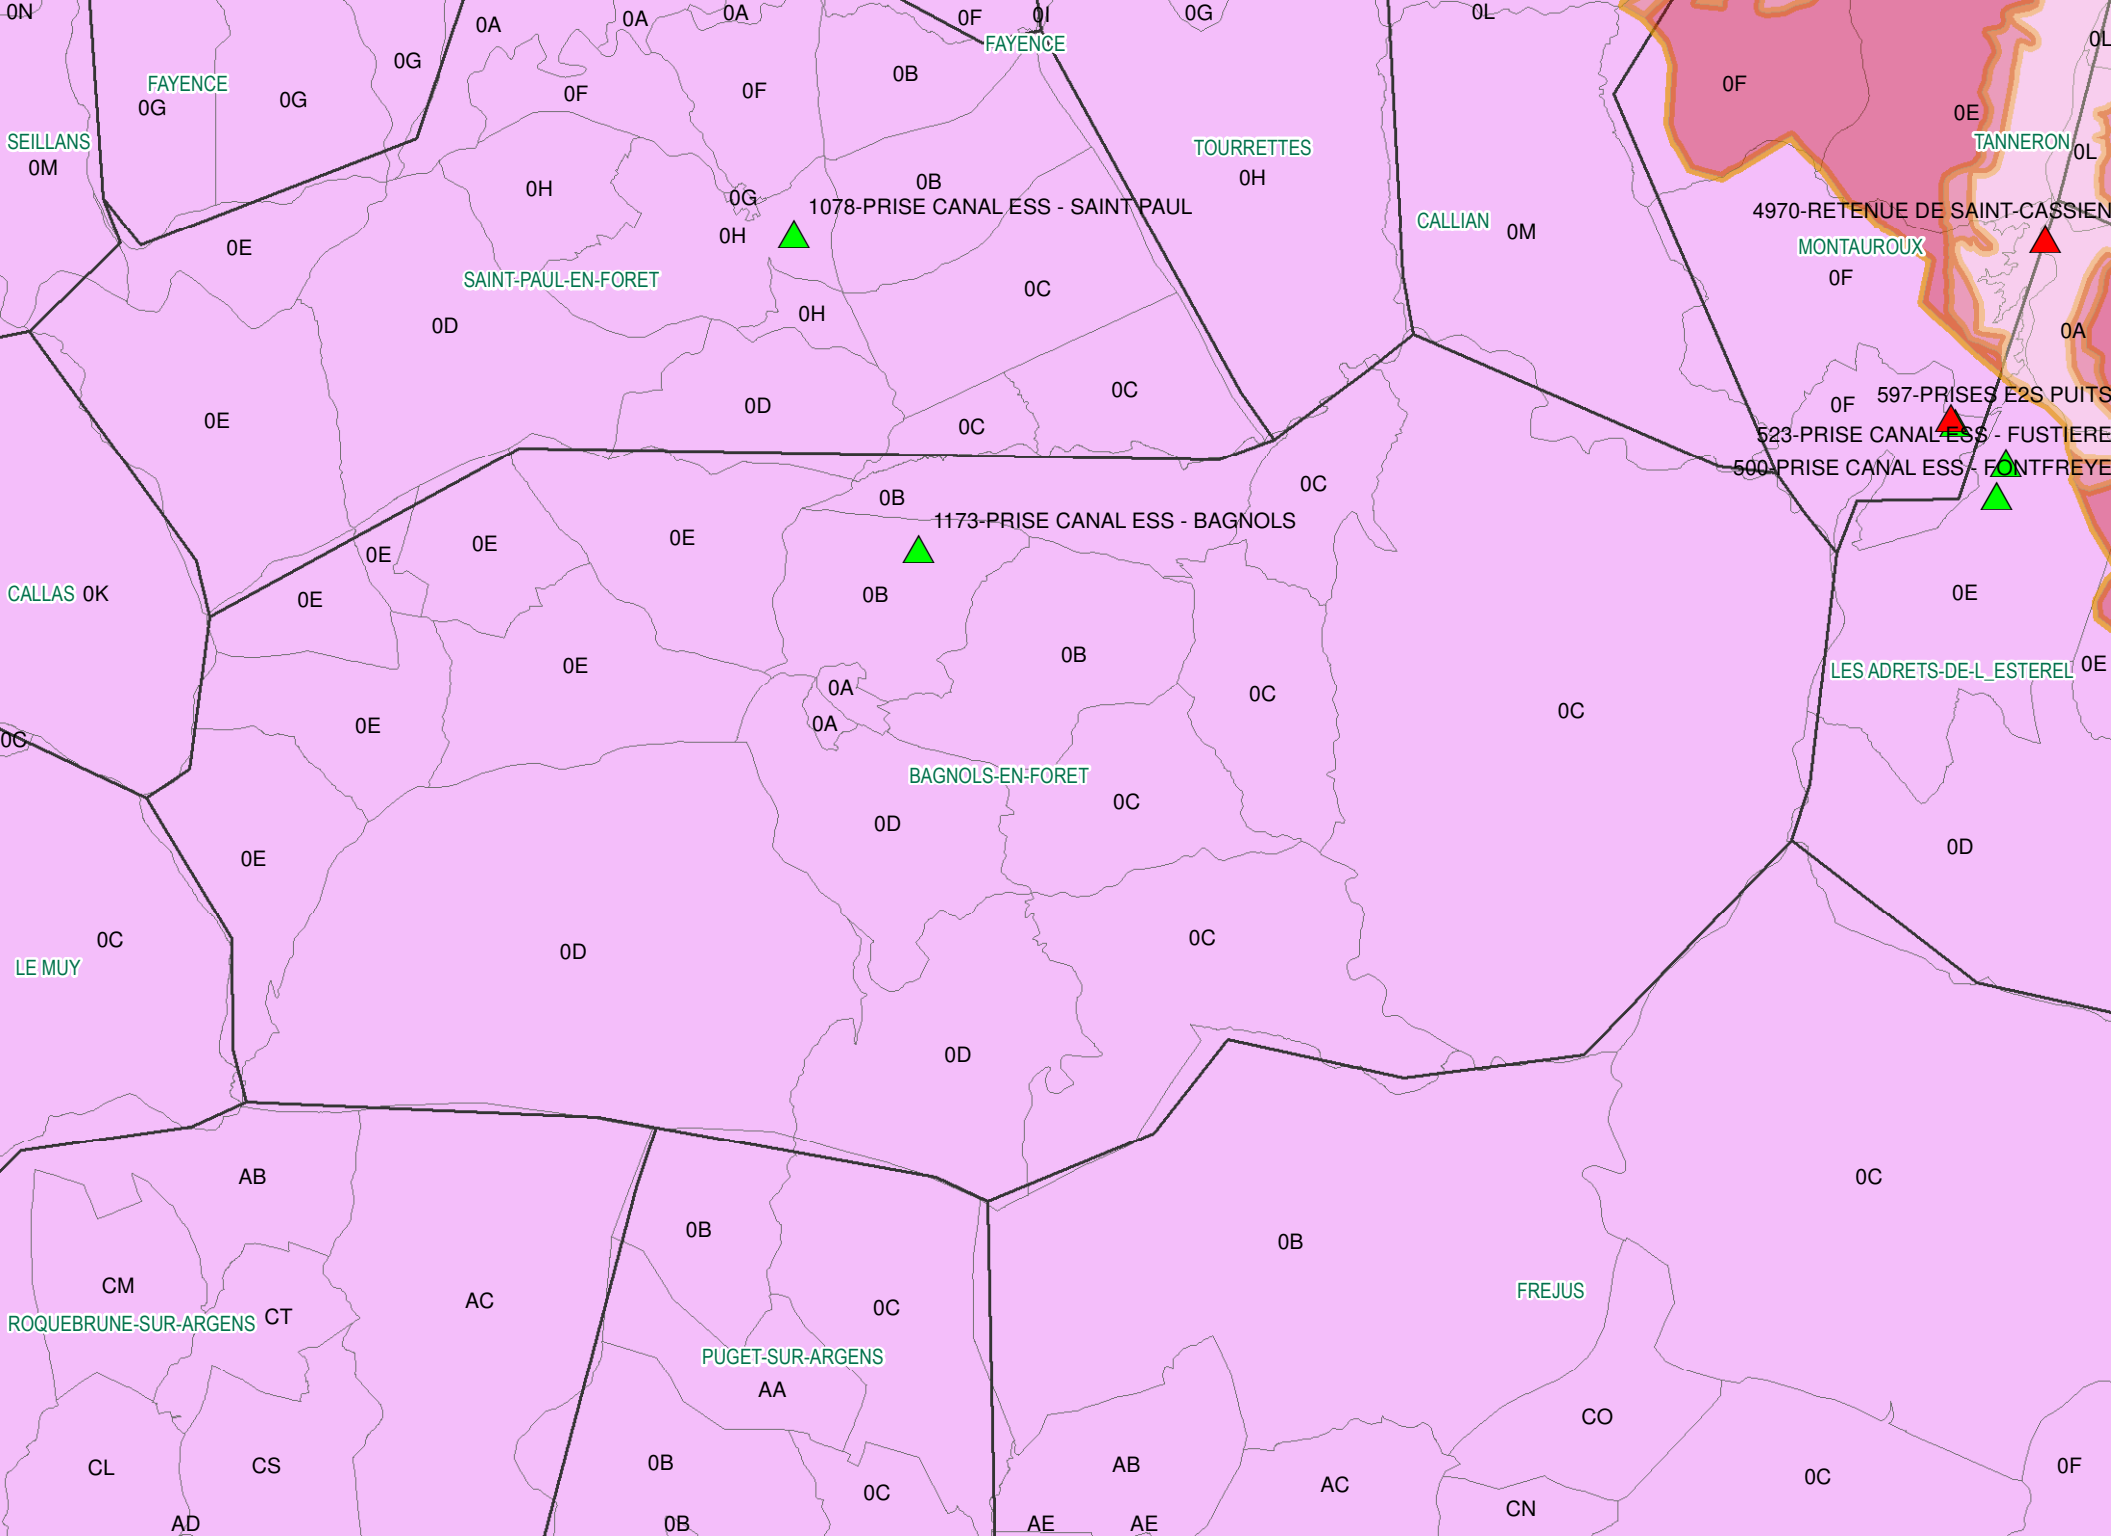 0N
0A
0A
0A
0F
0I
0G
0L
0L
FAYENCE
0G
0B
FAYENCE
0G
0G
0F
0F
0F
0E
SEILLANS
0M
TOURRETTES
0H
TANNERON
0L
0H
0G
0B
1078-PRISE CANAL ESS - SAINT PAUL
4970-RETENUE DE SAINT-CASSIEN
0H
CALLIAN
0M
MONTAUROUX
0F
0E
SAINT-PAUL-EN-FORET
0C
0D
0H
0A
0E
0D
0C
0C
0F
597-PRISES E2S PUITS
523-PRISE CANAL ESS - FUSTIERE
500-PRISE CANAL ESS - FONTFREYE
0B
0C
1173-PRISE CANAL ESS - BAGNOLS
0E
0E
0E
CALLAS
0K
0E
0B
0E
0E
0B
LES ADRETS-DE-L_ESTEREL
0E
0A
0C
0C
0A
0E
0C
BAGNOLS-EN-FORET
0C
0D
0E
0D
0C
LE MUY
0D
0C
0D
AB
0C
0B
0B
CM
CT
AC
0C
FREJUS
ROQUEBRUNE-SUR-ARGENS
PUGET-SUR-ARGENS
AA
CO
CL
CS
0B
0C
AB
AC
0C
0F
CN
AD
0B
AE
AE